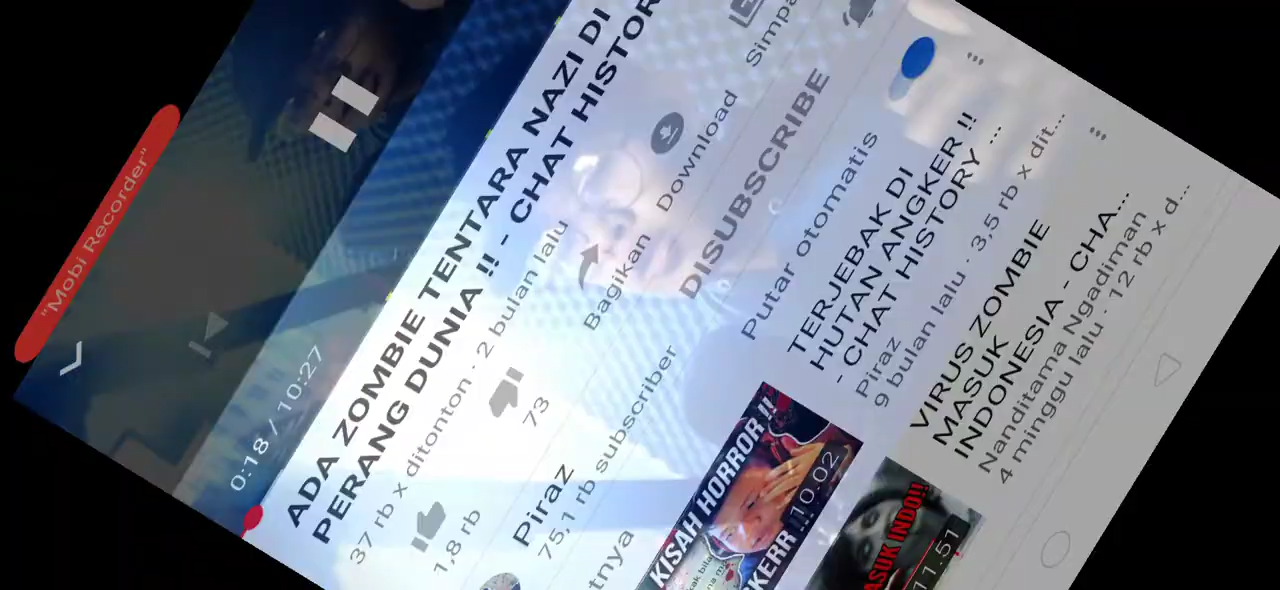 "Mobi Recorder"
0:18 / 10:27
ADA ZOMBIE TENTARA NAZI DI
PERANG DUNIA !! - CHAT HISTOR
37 rb x ditonton · 2 bulan lalu
1,8 rb
73
Bagikan
Download
Simpa
Piraz
75,1 rb subscriber
DISUBSCRIBE
tnya
Putar otomatis
KISAH HORROR !!
KERR !!!
10.02
TERJEBAK DI
HUTAN ANGKER !!
- CHAT HISTORY ...
Piraz
9 bulan lalu · 3,5 rb x dit...
ASUK INDO!!
11.51
VIRUS ZOMBIE
MASUK
INDONESIA - CHA...
Nanditama Ngadiman
4 minggu lalu · 12 rb x d...